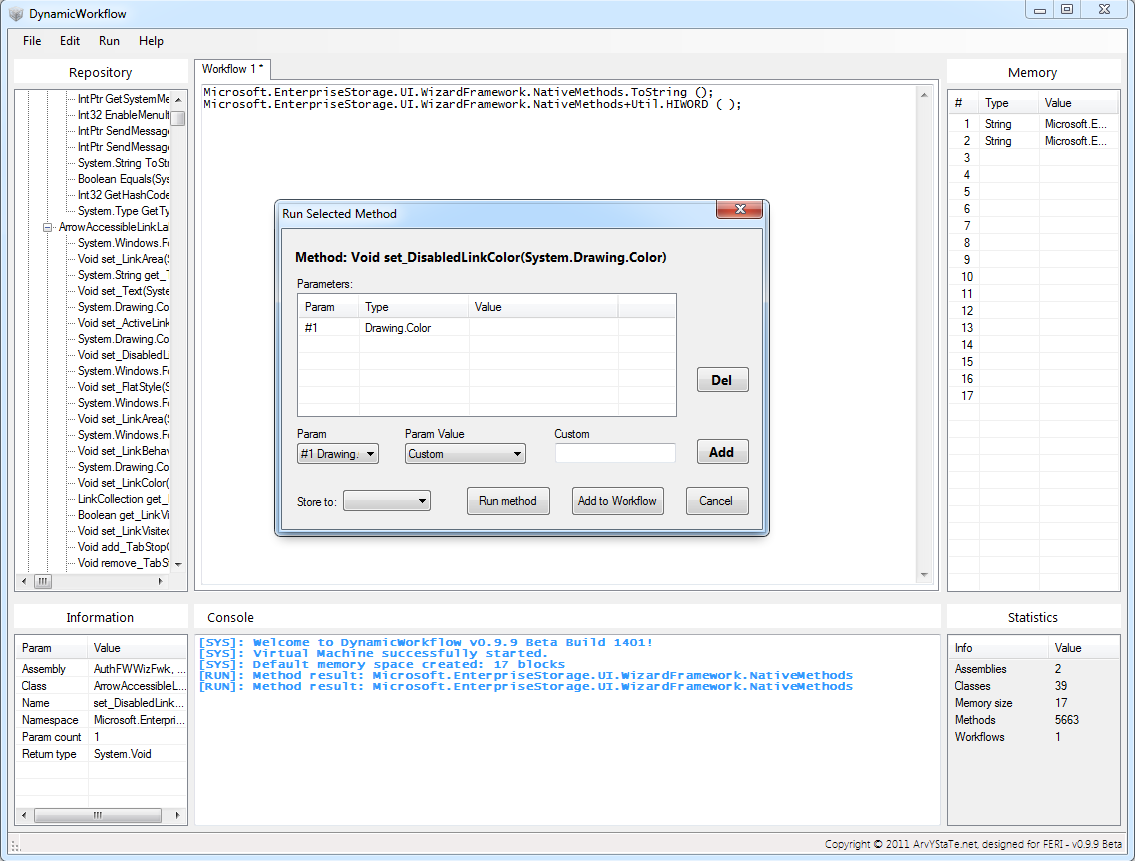 DynamicWorkflow
File Edit Run Help
Repository
IntPtr GetSystemMe
Int32 EnableMenuIt
IntPtr SendMessag
IntPtr SendMessag
System.String ToStr
Boolean Equals(Sys
Int32 GetHashCode
System.Type GetTy
ArrowAccessibleLinkLa
System.Windows.Fo
Void set_LinkArea(S
System.String get_T
Void set_Text(Syste
System.Drawing.Co
Void set_ActiveLink
System.Drawing.Co
Void set_DisabledLi
System.Windows.Fo
Void set_FlatStyle(S
System.Windows.Fo
Void set_LinkArea(S
System.Windows.Fo
Void set_LinkBehav
System.Drawing.Co
Void set_LinkColor(
LinkCollection get_
Boolean get_LinkVi
Void set_LinkVisited
Void add_TabStopC
Void remove_TabS
Workflow 1 *
Microsoft.EnterpriseStorage.UI.WizardFramework.NativeMethods.ToString ();
Microsoft.EnterpriseStorage.UI.WizardFramework.NativeMethods+Util.HIWORD ( );
Run Selected Method
Method: Void set_DisabledLinkColor(System.Drawing.Color)
Parameters:
Param Type Value
#1 Drawing.Color
Del
Param Param Value Custom
#1 Drawing. Custom Add
Store to: Run method Add to Workflow Cancel
Memory
# Type Value
1 String Microsoft.E...
2 String Microsoft.E...
3
4
5
6
7
8
9
10
11
12
13
14
15
16
17
Information
Param Value
Assembly AuthFWWizFwk, ...
Class ArrowAccessibleL...
Name set_DisabledLink...
Namespace Microsoft.Enterpri...
Param count 1
Return type System.Void
Console
[SYS]: Welcome to DynamicWorkflow v0.9.9 Beta Build 1401!
[SYS]: Virtual Machine successfully started.
[SYS]: Default memory space created: 17 blocks
[RUN]: Method result: Microsoft.EnterpriseStorage.UI.WizardFramework.NativeMethods
[RUN]: Method result: Microsoft.EnterpriseStorage.UI.WizardFramework.NativeMethods
Statistics
Info Value
Assemblies 2
Classes 39
Memory size 17
Methods 5663
Workflows 1
Copyright © 2011 ArvYStaTe.net, designed for FERI - v0.9.9 Beta